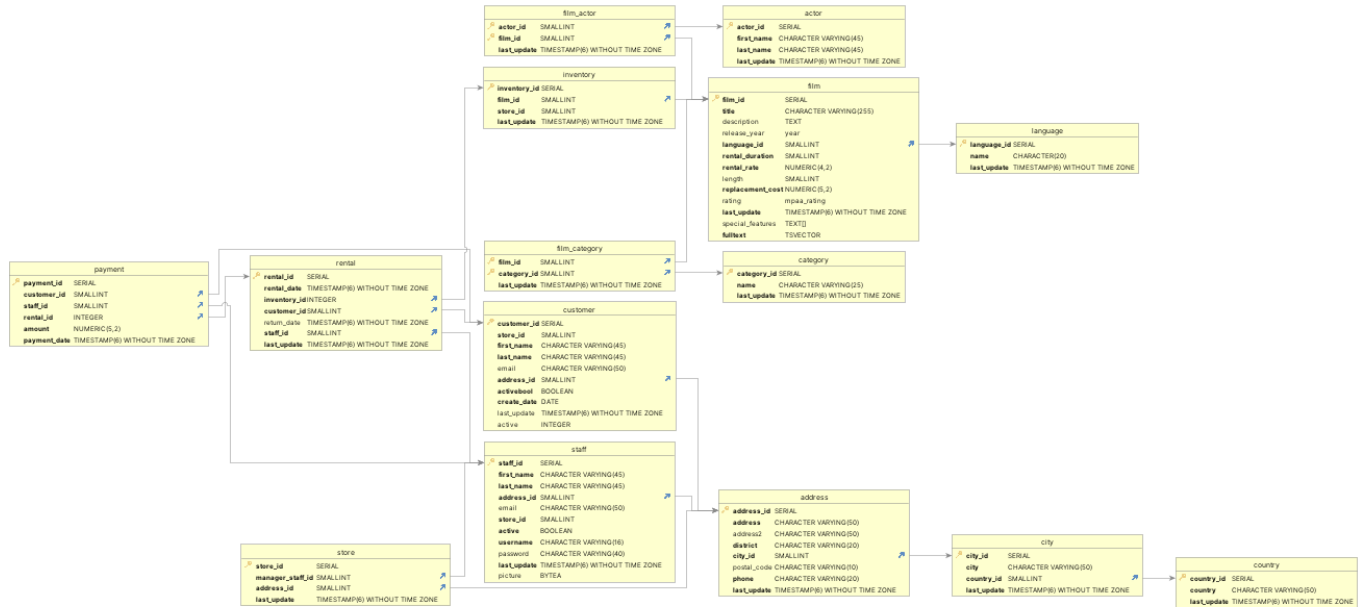 film_actor
actor_id SMALLINT
film_id SMALLINT
last_update TIMESTAMP(6) WITHOUT TIME ZONE
actor
actor_id SERIAL
first_name CHARACTER VARYING(45)
last_name CHARACTER VARYING(45)
last_update TIMESTAMP(6) WITHOUT TIME ZONE
inventory
inventory_id SERIAL
film_id SMALLINT
store_id SMALLINT
last_update TIMESTAMP(6) WITHOUT TIME ZONE
film
film_id SERIAL
title CHARACTER VARYING(255)
description TEXT
release_year year
language_id SMALLINT
rental_duration SMALLINT
rental_rate NUMERIC(4,2)
length SMALLINT
replacement_cost NUMERIC(5,2)
rating mpaa_rating
last_update TIMESTAMP(6) WITHOUT TIME ZONE
special_features TEXT[]
fulltext TSVECTOR
language
language_id SERIAL
name CHARACTER(20)
last_update TIMESTAMP(6) WITHOUT TIME ZONE
film_category
film_id SMALLINT
category_id SMALLINT
last_update TIMESTAMP(6) WITHOUT TIME ZONE
category
category_id SERIAL
name CHARACTER VARYING(25)
last_update TIMESTAMP(6) WITHOUT TIME ZONE
payment
payment_id SERIAL
customer_id SMALLINT
staff_id SMALLINT
rental_id INTEGER
amount NUMERIC(5,2)
payment_date TIMESTAMP(6) WITHOUT TIME ZONE
rental
rental_id SERIAL
rental_date TIMESTAMP(6) WITHOUT TIME ZONE
inventory_id INTEGER
customer_id SMALLINT
return_date TIMESTAMP(6) WITHOUT TIME ZONE
staff_id SMALLINT
last_update TIMESTAMP(6) WITHOUT TIME ZONE
customer
customer_id SERIAL
store_id SMALLINT
first_name CHARACTER VARYING(45)
last_name CHARACTER VARYING(45)
email CHARACTER VARYING(50)
address_id SMALLINT
activebool BOOLEAN
create_date DATE
last_update TIMESTAMP(6) WITHOUT TIME ZONE
active INTEGER
staff
staff_id SERIAL
first_name CHARACTER VARYING(45)
last_name CHARACTER VARYING(45)
address_id SMALLINT
email CHARACTER VARYING(50)
store_id SMALLINT
active BOOLEAN
username CHARACTER VARYING(16)
password CHARACTER VARYING(40)
last_update TIMESTAMP(6) WITHOUT TIME ZONE
picture BYTEA
store
store_id SERIAL
manager_staff_id SMALLINT
address_id SMALLINT
last_update TIMESTAMP(6) WITHOUT TIME ZONE
address
address_id SERIAL
address CHARACTER VARYING(50)
address2 CHARACTER VARYING(50)
district CHARACTER VARYING(20)
city_id SMALLINT
postal_code CHARACTER VARYING(10)
phone CHARACTER VARYING(20)
last_update TIMESTAMP(6) WITHOUT TIME ZONE
city
city_id SERIAL
city CHARACTER VARYING(50)
country_id SMALLINT
last_update TIMESTAMP(6) WITHOUT TIME ZONE
country
country_id SERIAL
country CHARACTER VARYING(50)
last_update TIMESTAMP(6) WITHOUT TIME ZONE